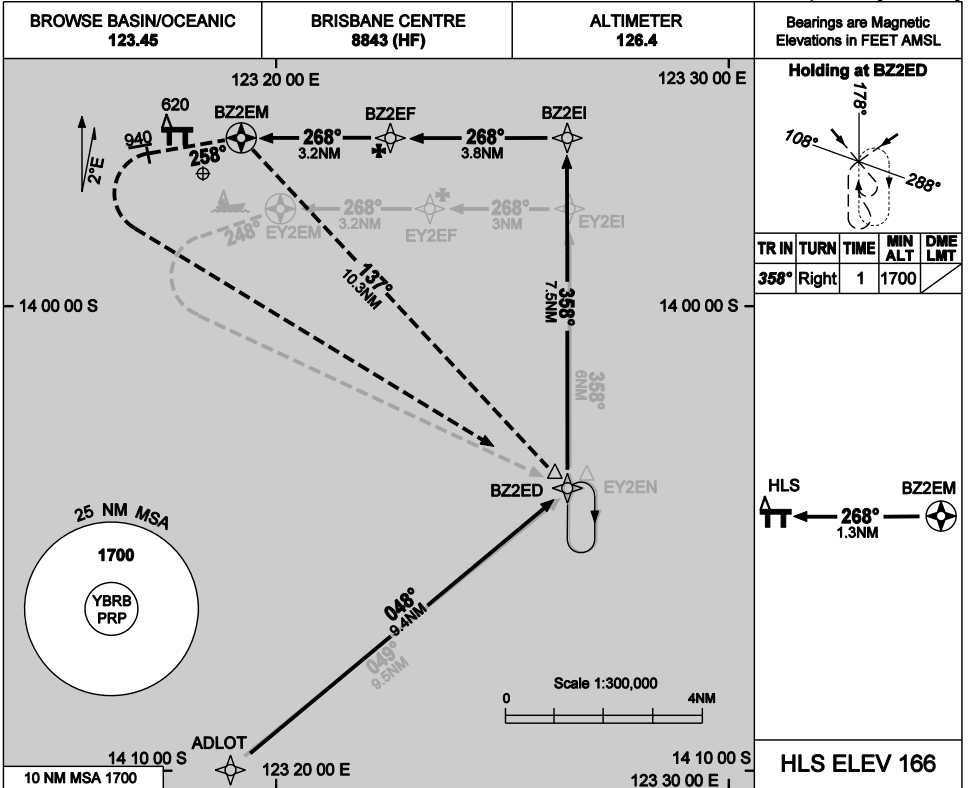 BROWSE BASIN/OCEANIC
123.45
BRISBANE CENTRE
8843 (HF)
ALTIMETER
126.4
Bearings are Magnetic
Elevations in FEET AMSL
123 20 00 E
123 30 00 E
Holding at BZ2ED
178°
108°
288°
TR IN TURN TIME MIN ALT DME LMT
358° Right 1 1700
620
940
258°
2°E
BZ2EM
BZ2EF
BZ2EI
268°
3.2NM
268°
3.8NM
248°
EY2EM
268°
3.2NM
EY2EF
268°
3NM
EY2EI
137°
10.3NM
358°
7.5NM
358°
6NM
14 00 00 S
14 00 00 S
BZ2ED
EY2EN
HLS
BZ2EM
268°
1.3NM
25 NM MSA
1700
YBRB
PRP
048°
9.4NM
049°
9.5NM
Scale 1:300,000
0
4NM
ADLOT
14 10 00 S
123 20 00 E
14 10 00 S
123 30 00 E
10 NM MSA 1700
HLS ELEV 166